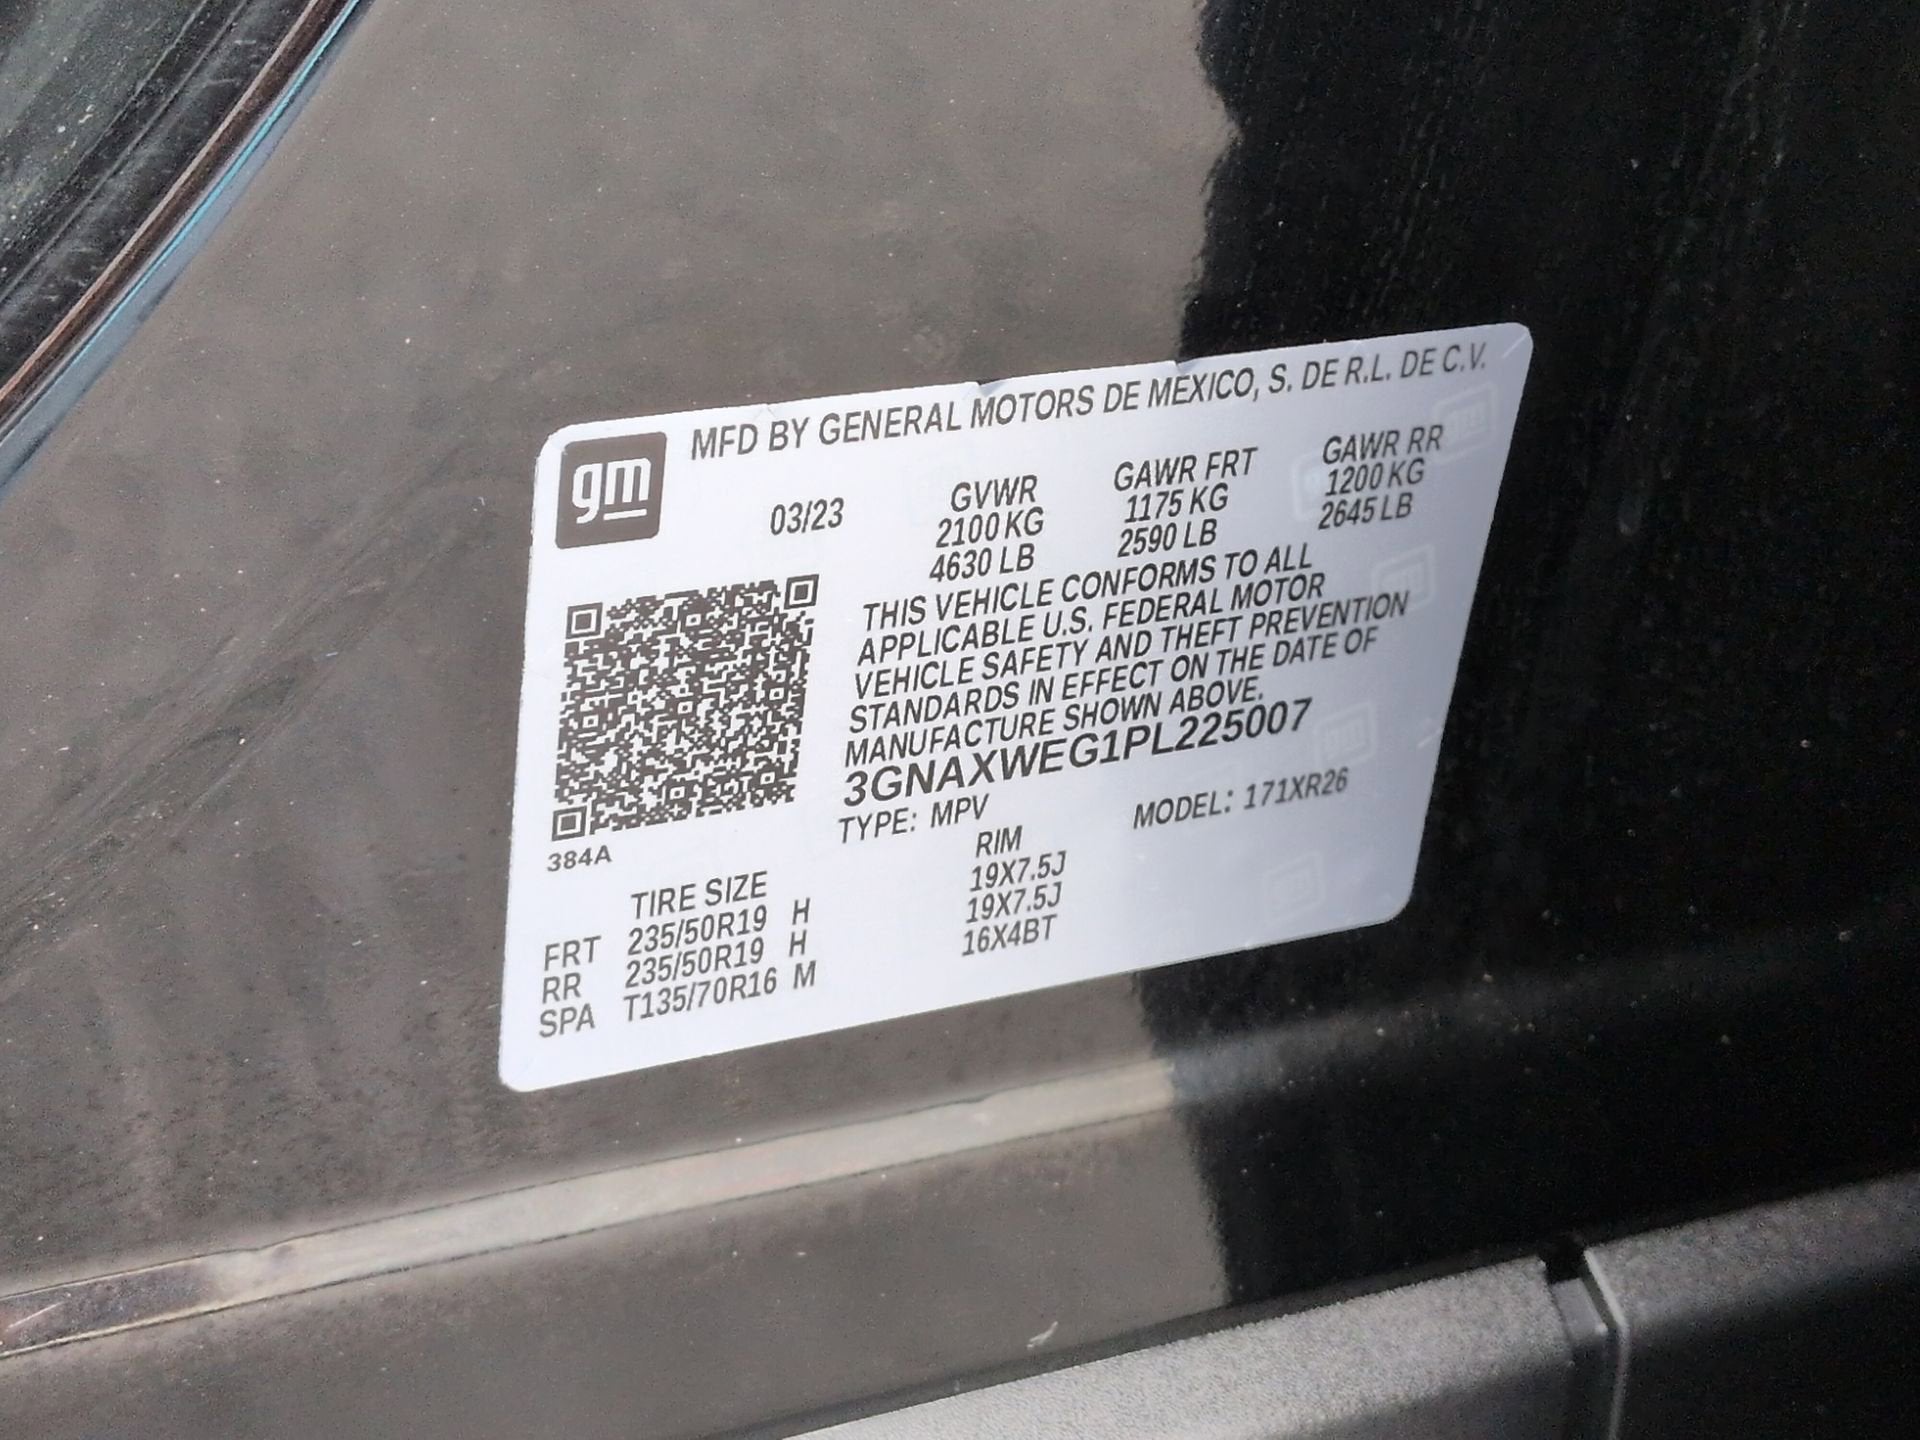 gm
MFD BY GENERAL MOTORS DE MEXICO, S. DE R.L. DE C.V.
03/23 GVWR GAWR FRT GAWR RR
2100 KG 1175 KG 1200 KG
4630 LB 2590 LB 2645 LB
THIS VEHICLE CONFORMS TO ALL
APPLICABLE U.S. FEDERAL MOTOR
VEHICLE SAFETY AND THEFT PREVENTION
STANDARDS IN EFFECT ON THE DATE OF
MANUFACTURE SHOWN ABOVE.
3GNAXWEG1PL225007
TYPE: MPV MODEL: 171XR26
384A
TIRE SIZE RIM
FRT 235/50R19 H 19X7.5J
RR 235/50R19 H 19X7.5J
SPA T135/70R16 M 16X4BT